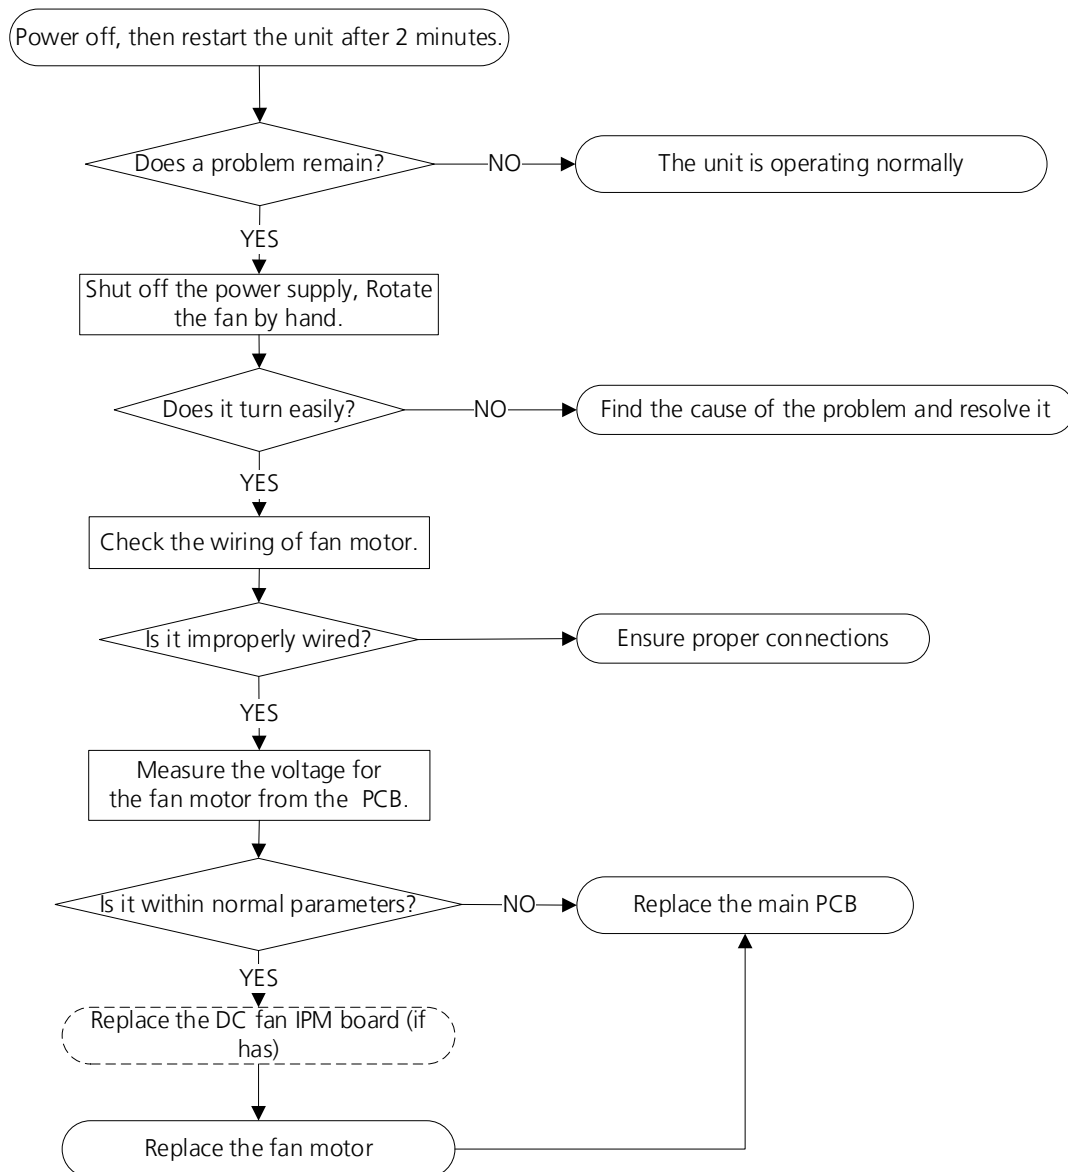 Power off, then restart the unit after 2 minutes.
Does a problem remain?
NO
The unit is operating normally
YES
Shut off the power supply, Rotate
the fan by hand.
Does it turn easily?
NO
Find the cause of the problem and resolve it
YES
Check the wiring of fan motor.
Is it improperly wired?
Ensure proper connections
YES
Measure the voltage for
the fan motor from the PCB.
Is it within normal parameters?
NO
Replace the main PCB
YES
Replace the DC fan IPM board (if
has)
Replace the fan motor